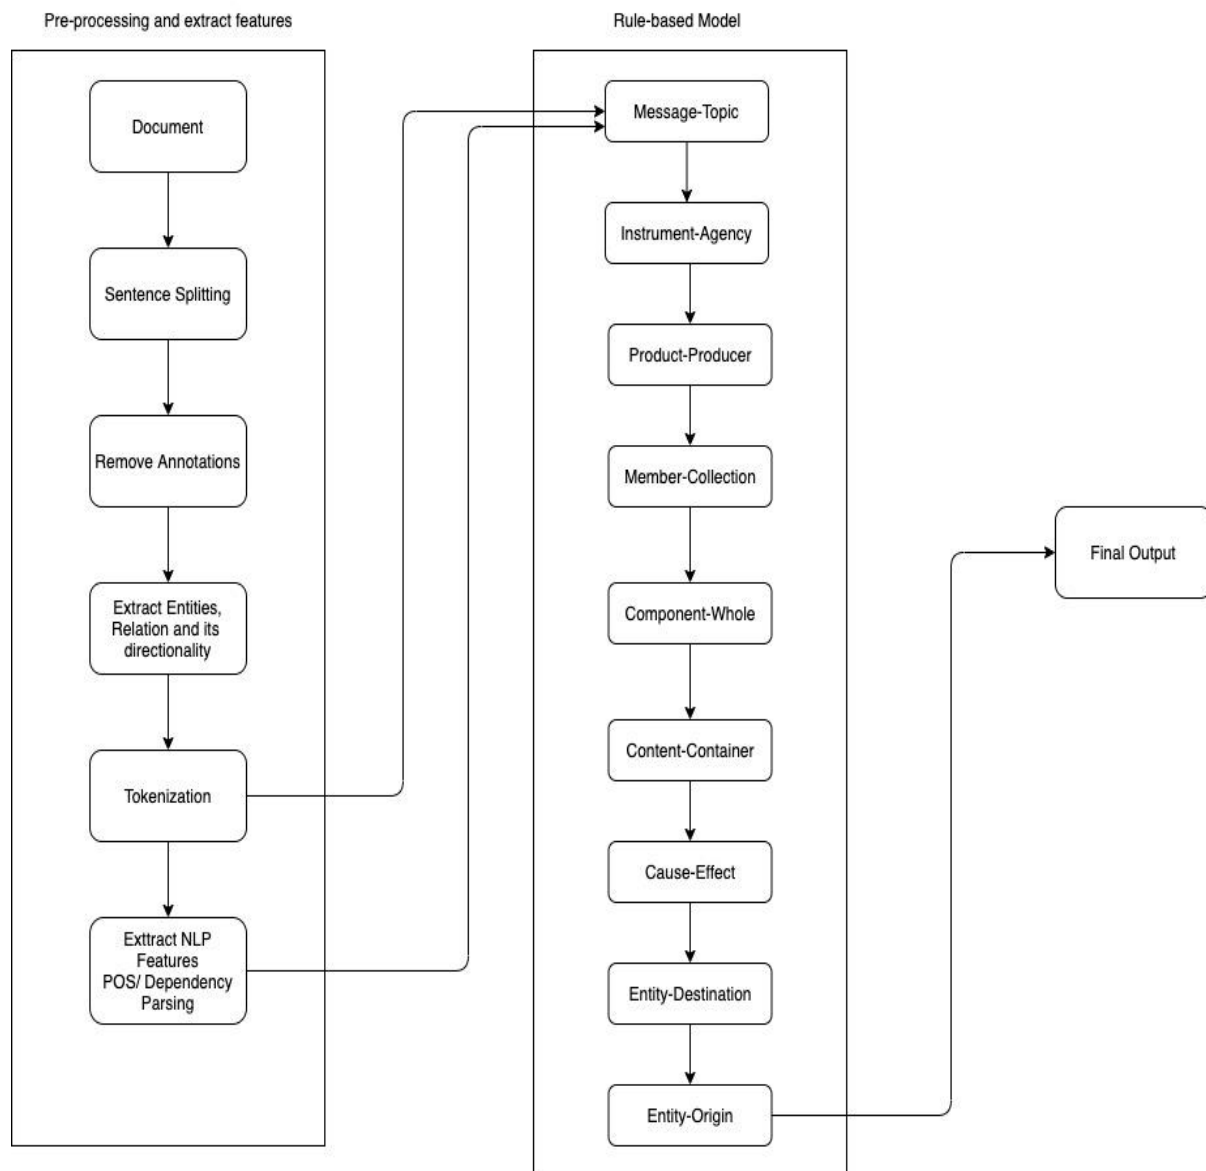 Pre-processing and extract features
Document
Sentence Splitting
Remove Annotations
Extract Entities,
Relation and its
directionality
Tokenization
Exttract NLP
Features
POS/ Dependency
Parsing
Rule-based Model
Message-Topic
Instrument-Agency
Product-Producer
Member-Collection
Component-Whole
Content-Container
Cause-Effect
Entity-Destination
Entity-Origin
Final Output